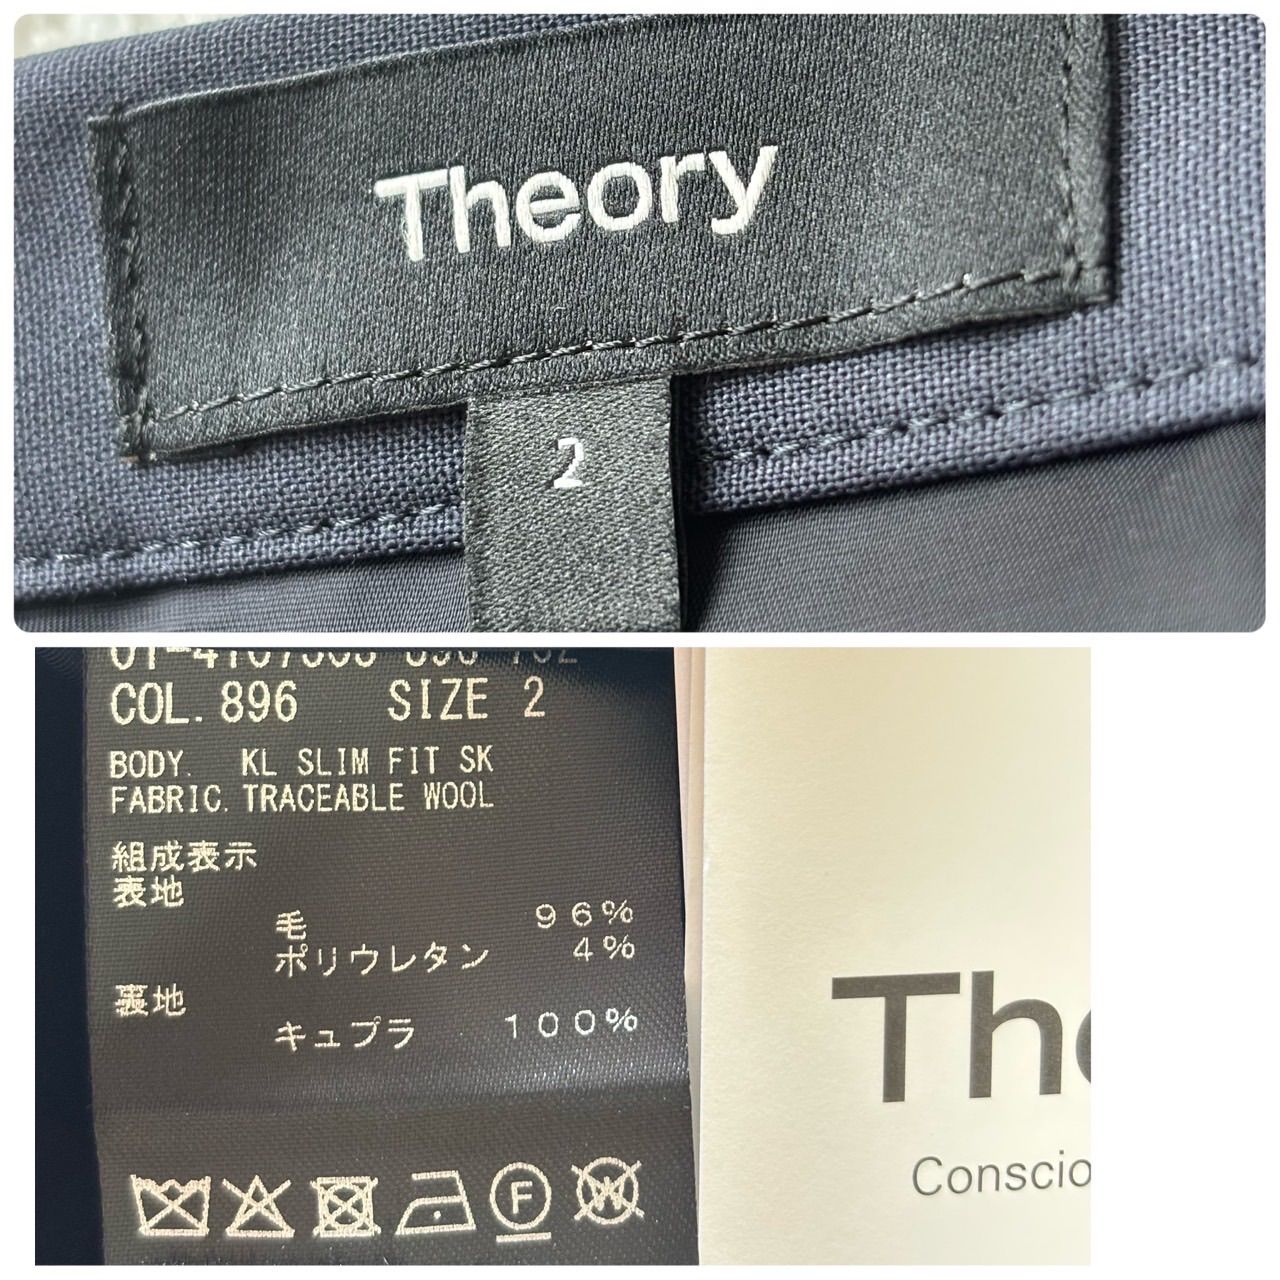 Theory
2
COL. 896 SIZE 2
BODY. KL SLIM FIT SK
FABRIC. TRACEABLE WOOL
組成表示
表地
毛 96%
ポリウレタン 4%
裏地
キュプラ 100%
F
W
The
Conscio